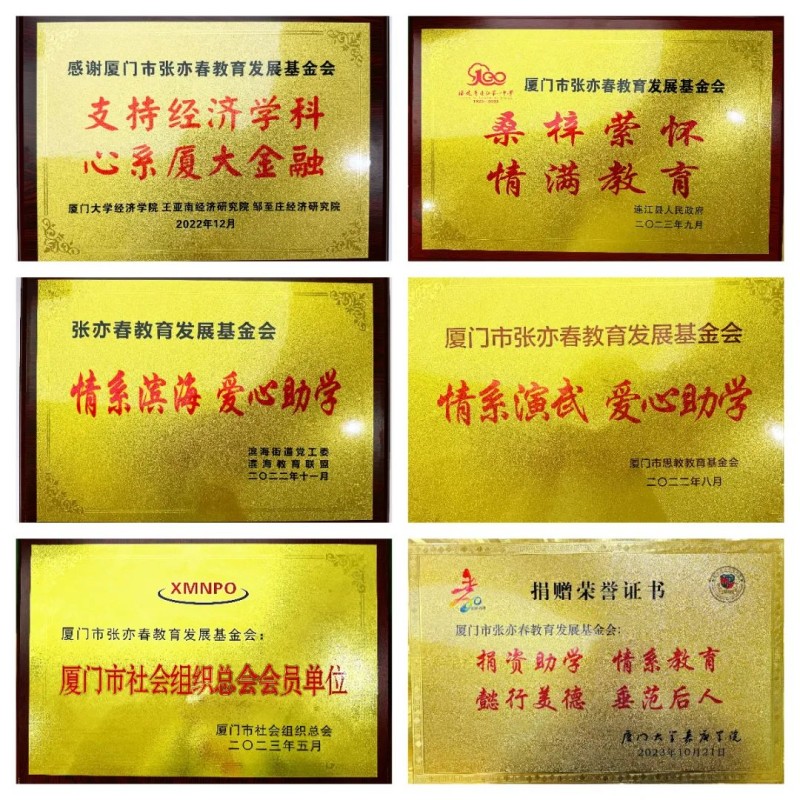 感谢厦门市张亦春教育发展基金会
支持经济学科
心系厦大金融
厦门大学经济学院 王亚南经济研究院 邹至庄经济研究院
2022年12月
100
厦门市张亦春教育发展基金会
桑梓萦怀
情满教育
连江县人民政府
二〇二三年九月
张亦春教育发展基金会
情系滨海 爱心助学
滨海街道党工委
滨海教育联盟
二〇二二年十一月
厦门市张亦春教育发展基金会
情系演武 爱心助学
厦门市思教教育基金会
二〇二二年八月
XMNPO
厦门市张亦春教育发展基金会：
厦门市社会组织总会会员单位
厦门市社会组织总会
二〇二三年五月
捐赠荣誉证书
厦门市张亦春教育发展基金会：
捐资助学 情系教育
懿行美德 垂范后人
厦门大学嘉庚学院
2023年10月21日